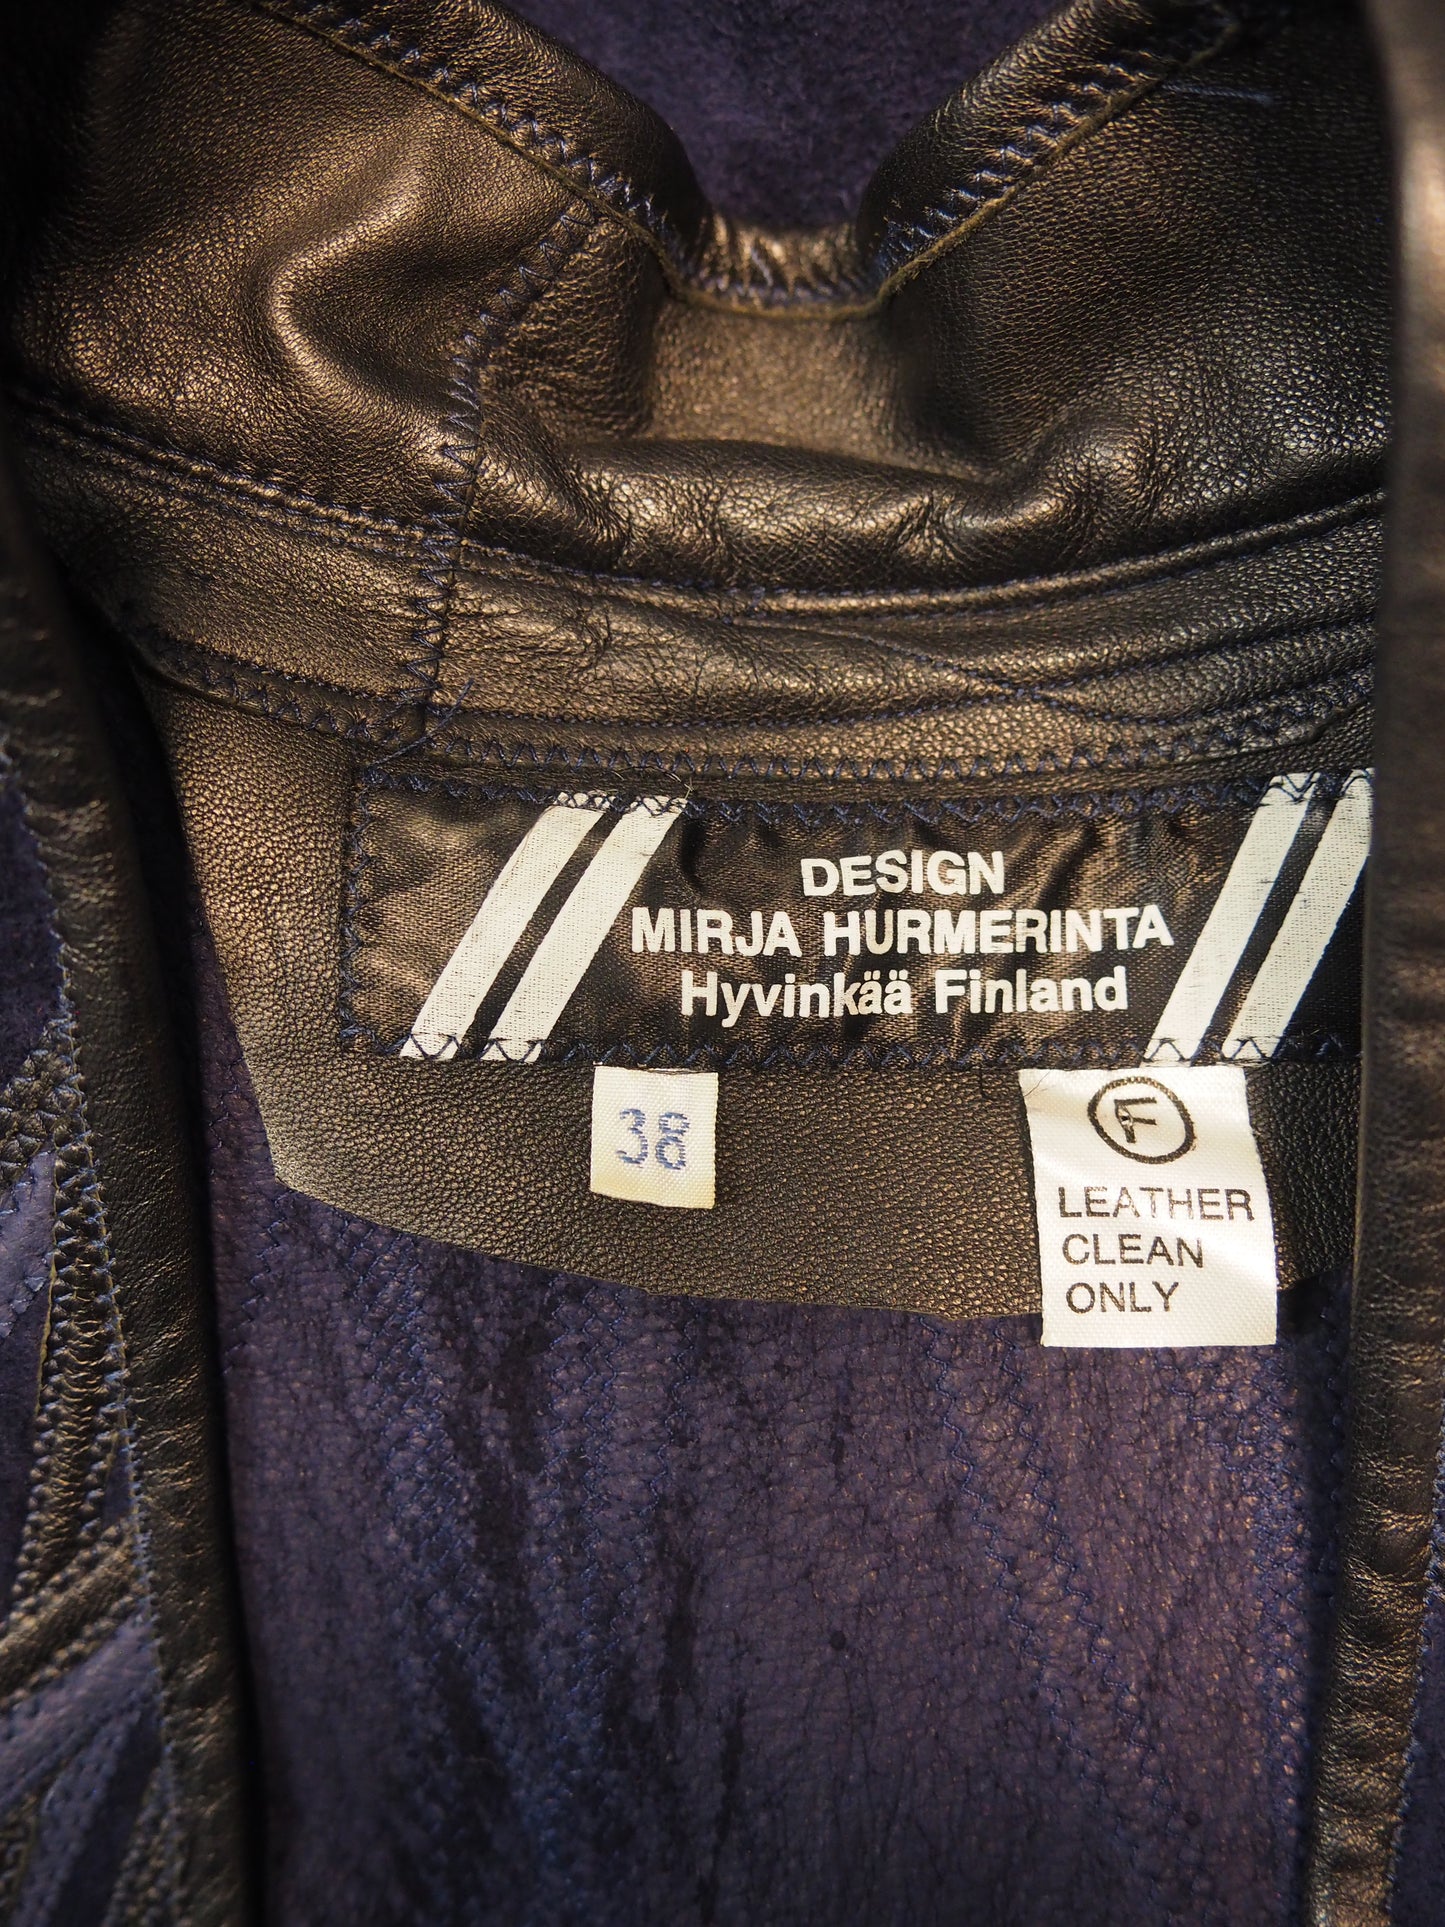 DESIGN
MIRJA HURMERINTA
Hyvinkää Finland
38
F
LEATHER
CLEAN
ONLY